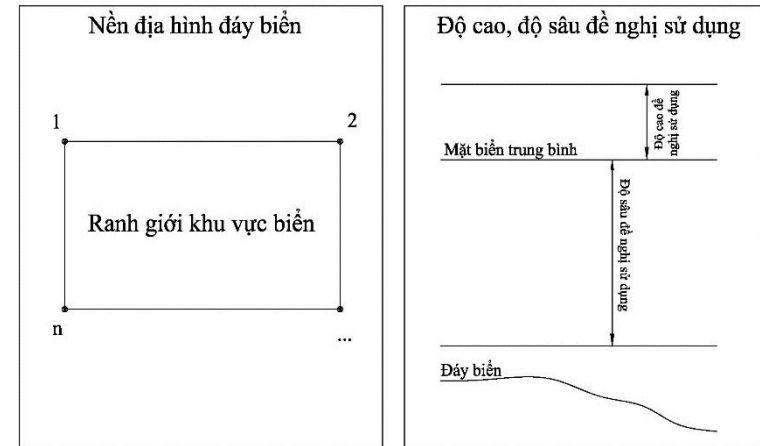 Nền địa hình đáy biển
1
2
Ranh giới khu vực biển
n
...
Độ cao, độ sâu đề nghị sử dụng
Độ cao đề
nghị sử dụng
Mặt biển trung bình
Độ sâu đề nghị sử dụng
Đáy biển